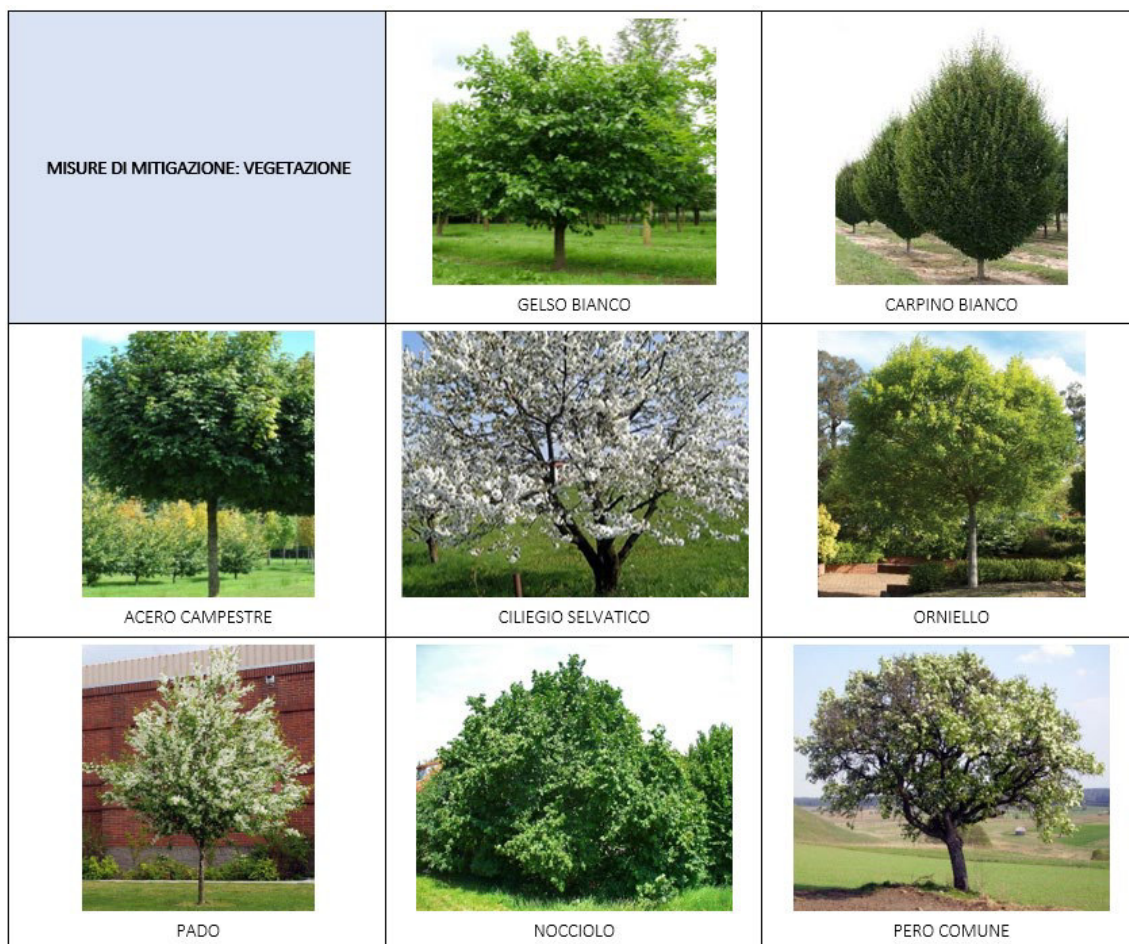 MISURE DI MITIGAZIONE: VEGETAZIONE
GELSO BIANCO
CARPINO BIANCO
ACERO CAMPESTRE
CILIEGIO SELVATICO
ORNIELLO
PADO
NOCCIOLO
PERO COMUNE